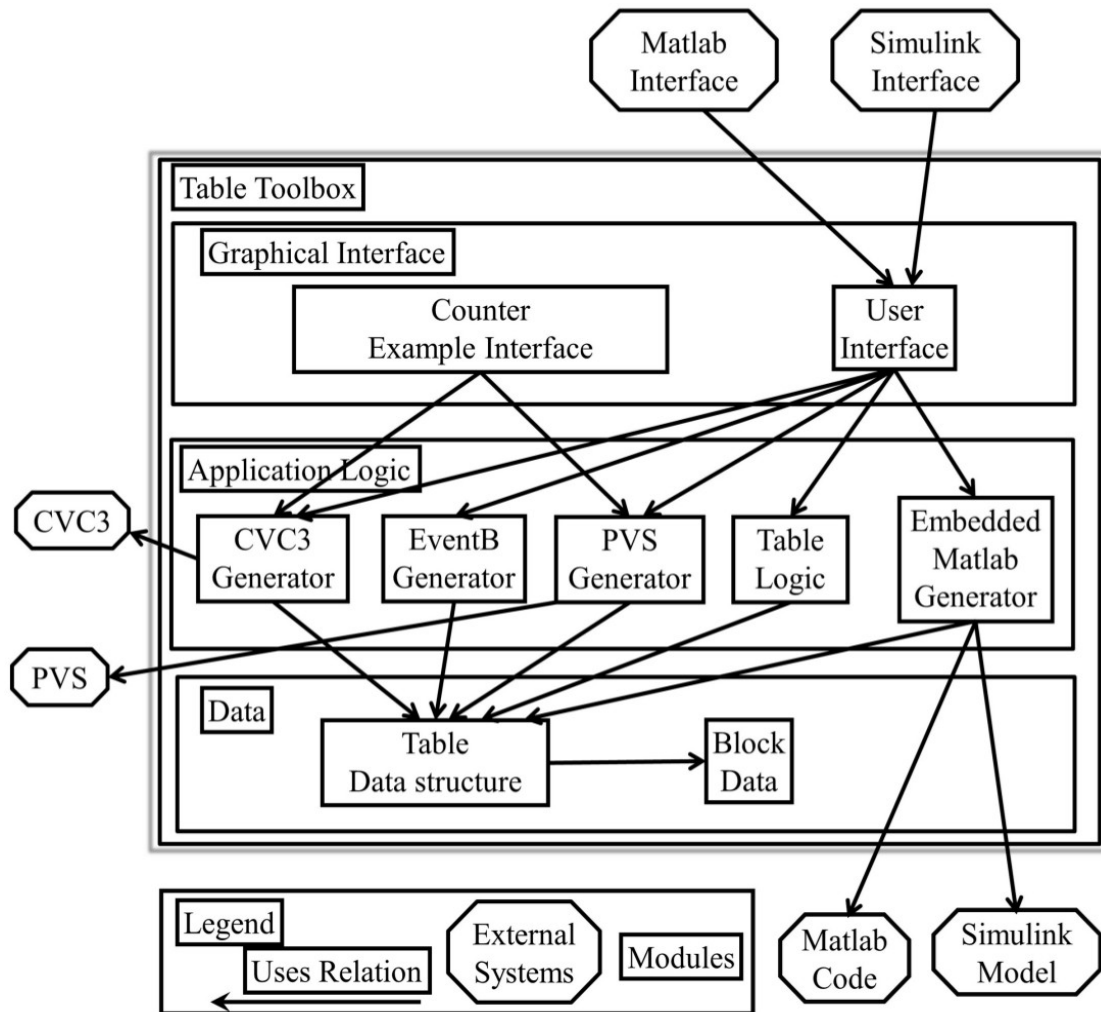 Matlab
Interface
Simulink
Interface
Table Toolbox
Graphical Interface
Counter
Example Interface
User
Interface
Application Logic
CVC3
CVC3
Generator
EventB
Generator
PVS
Generator
Table
Logic
Embedded
Matlab
Generator
PVS
Data
Table
Data structure
Block
Data
Legend
Uses Relation
External
Systems
Modules
Matlab
Code
Simulink
Model